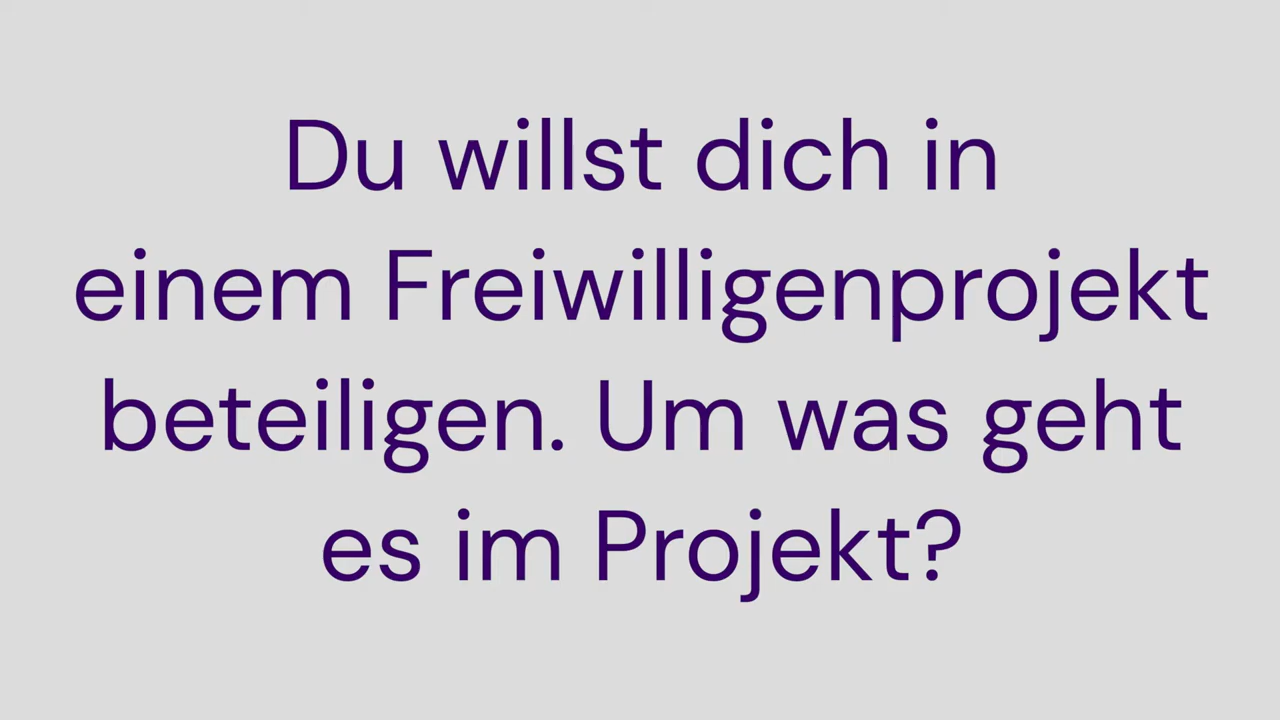 Du willst dich in
einem Freiwilligenprojekt
beteiligen. Um was geht
es im Projekt?